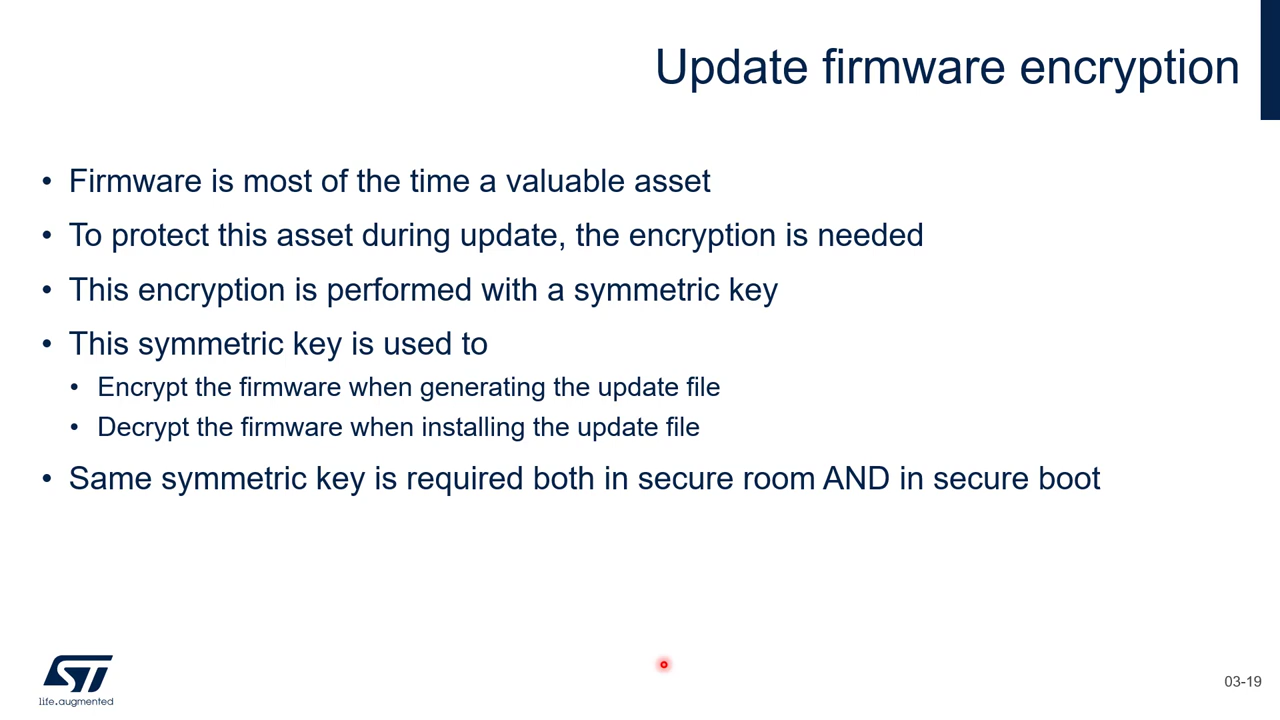 Update firmware encryption
• Firmware is most of the time a valuable asset
• To protect this asset during update, the encryption is needed
• This encryption is performed with a symmetric key
• This symmetric key is used to
• Encrypt the firmware when generating the update file
• Decrypt the firmware when installing the update file
• Same symmetric key is required both in secure room AND in secure boot
ST
life.augmented
03-19